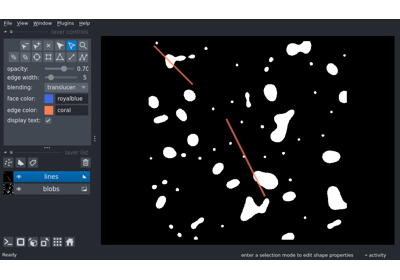 File View Window Plugins Help
layer controls
opacity: 0.70
edge width: 5
blending: translucen
face color: royalblue
edge color: coral
display text:
layer list
lines
blobs
Ready
enter a selection mode to edit shape properties
activity